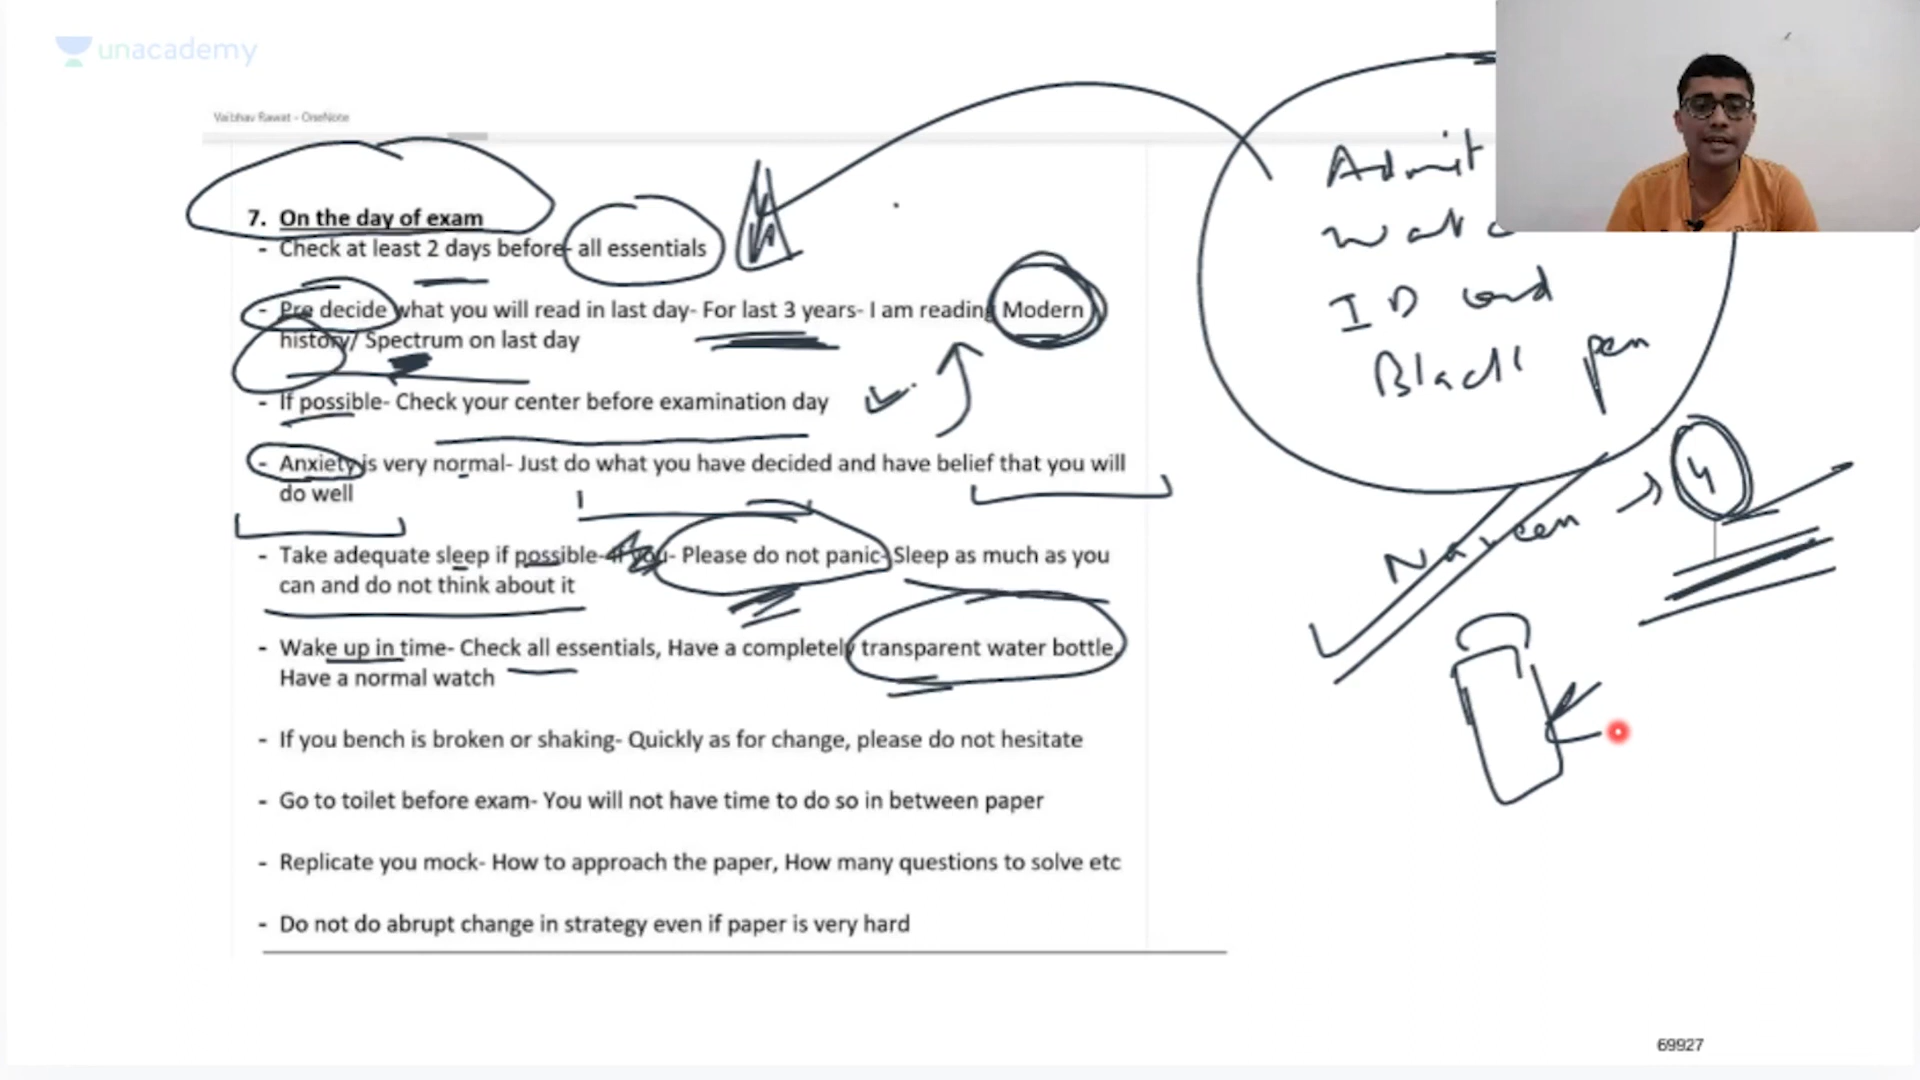 unacademy
Vaibhav Rawat - OneNote
7. On the day of exam
- Check at least 2 days before- all essentials
- Pre decide what you will read in last day- For last 3 years- I am reading Modern
history/ Spectrum on last day
- If possible- Check your center before examination day
- Anxiety is very normal- Just do what you have decided and have belief that you will
do well
- Take adequate sleep if possible- If you- Please do not panic- Sleep as much as you
can and do not think about it
- Wake up in time- Check all essentials, Have a completely transparent water bottle,
Have a normal watch
- If you bench is broken or shaking- Quickly as for change, please do not hesitate
- Go to toilet before exam- You will not have time to do so in between paper
- Replicate you mock- How to approach the paper, How many questions to solve etc
- Do not do abrupt change in strategy even if paper is very hard
Admit
ID card
Black pen
Naveen → 4
69927